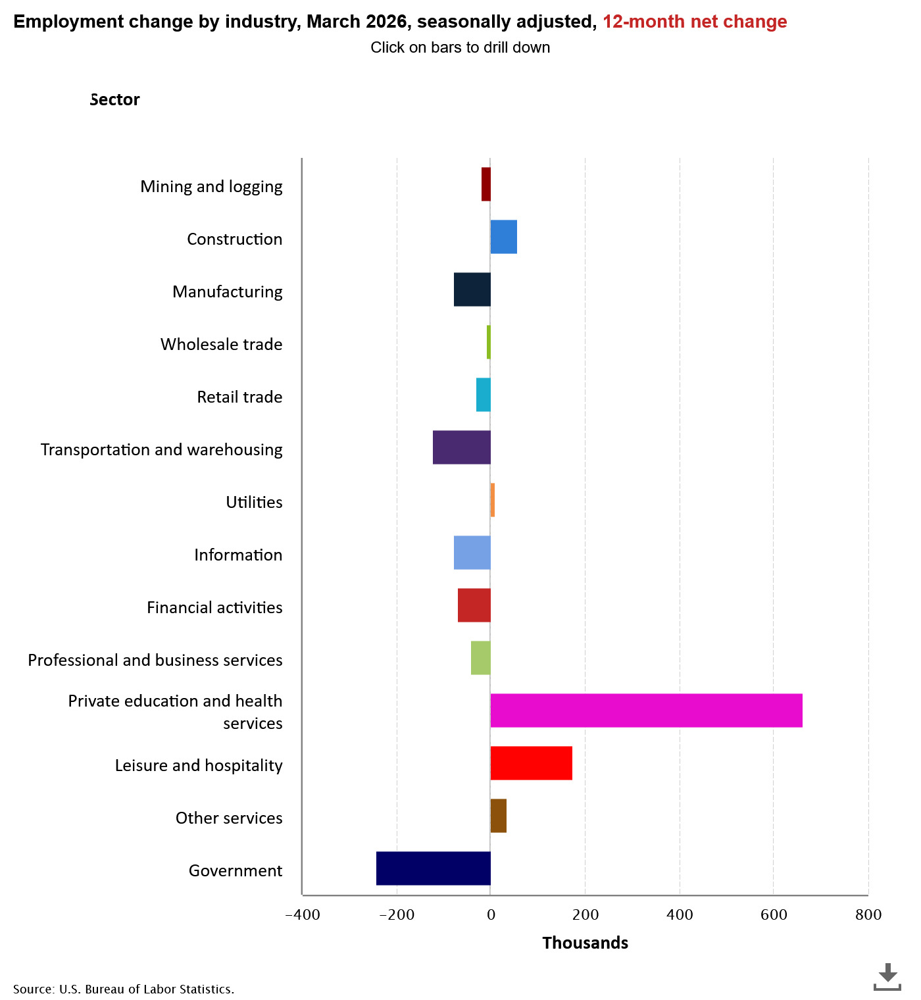 Employment change by industry, March 2026, seasonally adjusted, 12-month net change
Click on bars to drill down
Sector
Mining and logging
Construction
Manufacturing
Wholesale trade
Retail trade
Transportation and warehousing
Utilities
Information
Financial activities
Professional and business services
Private education and health
services
Leisure and hospitality
Other services
Government
-400 -200 0 200 400 600 800
Thousands
Source: U.S. Bureau of Labor Statistics.